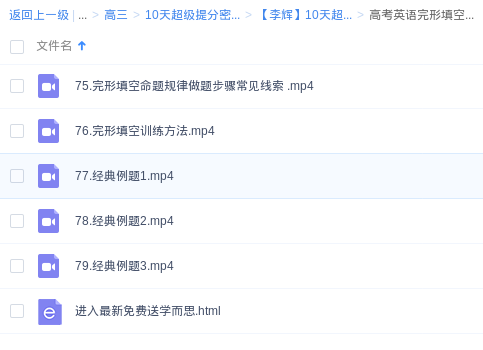 返回上一级 | ... > 高三 > 10天超级提分密... > 【李辉】10天超... > 高考英语完形填空...
文件名
75.完形填空命题规律做题步骤常见线索 .mp4
76.完形填空训练方法.mp4
77.经典例题1.mp4
78.经典例题2.mp4
79.经典例题3.mp4
进入最新免费送学而思.html